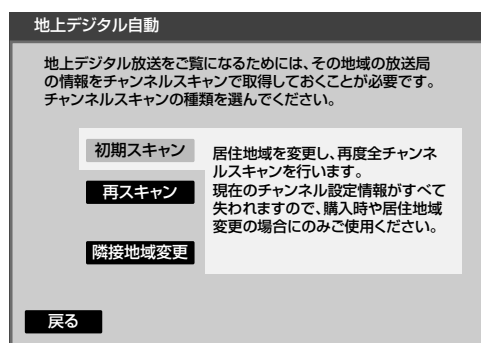 地上デジタル自動
地上デジタル放送をご覧になるためには、その地域の放送局
の情報をチャンネルスキャンで取得しておくことが必要です。
チャンネルスキャンの種類を選んでください。
初期スキャン
居住地域を変更し、再度全チャンネ
ルスキャンを行います。
現在のチャンネル設定情報がすべて
失われますので、購入時や居住地域
変更の場合にのみご使用ください。
再スキャン
隣接地域変更
戻る